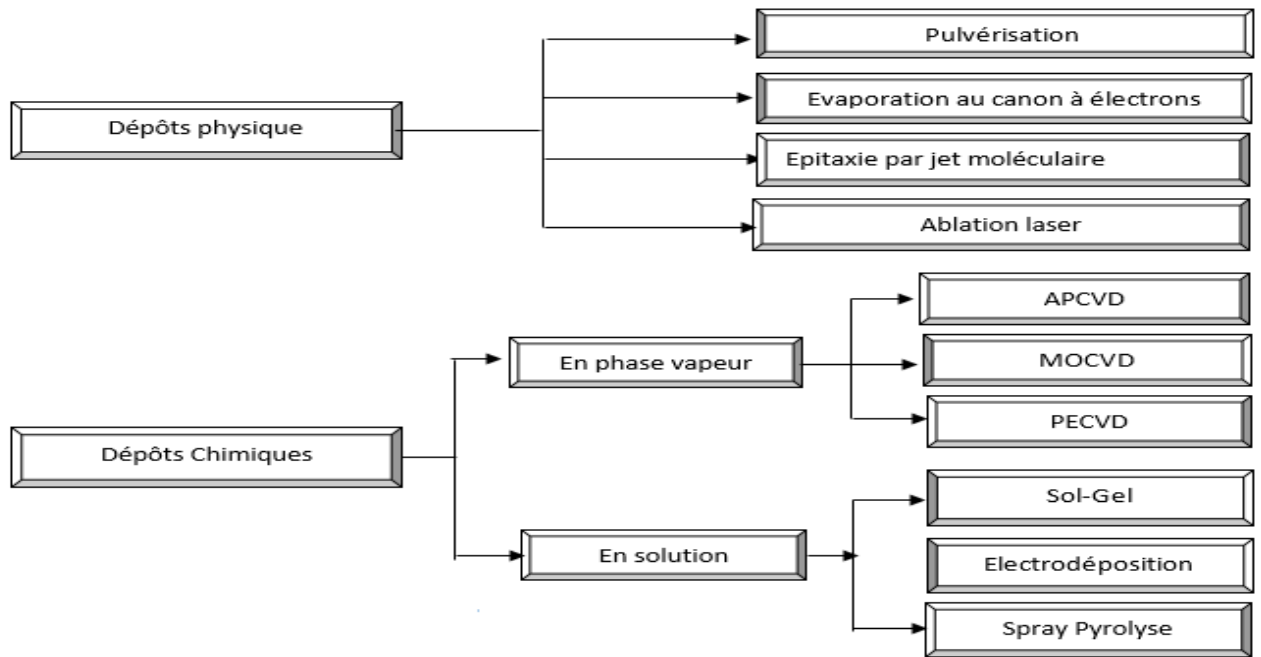 Dépôts physique
Pulvérisation
Evaporation au canon à électrons
Epitaxie par jet moléculaire
Ablation laser
Dépôts Chimiques
En phase vapeur
APCVD
MOCVD
PECVD
En solution
Sol-Gel
Electrodéposition
Spray Pyrolyse